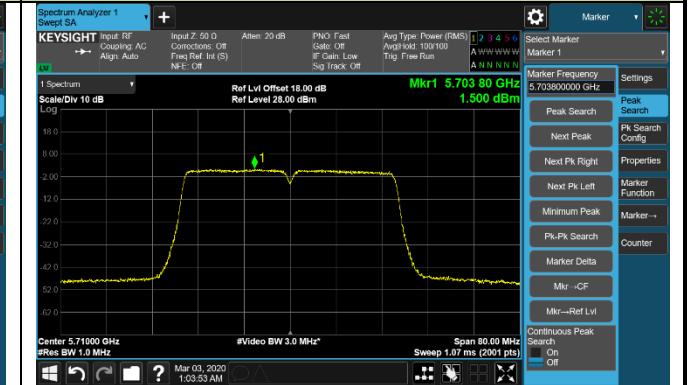 Spectrum Analyzer 1
Swept SA
Marker
KEYSIGHT Input: RF
Coupling: AC
Align: Auto
Input Z: 50 Ω
Corrections: Off
Freq Ref: Int (S)
NFE: Off
Atten: 20 dB
PNO: Fast
Gate: Off
IF Gain: Low
Sig Track: Off
Avg Type: Power (RMS)
Avg|Hold: 100/100
Trig: Free Run
1 2 3 4 5 6
A W W W W W
A N N N N N
Select Marker
Marker 1
1 Spectrum
Scale/Div 10 dB
Log
Ref Lvl Offset 18.00 dB
Ref Level 28.00 dBm
Mkr1 5.703 80 GHz
1.500 dBm
18.0
8.00
-2.00
-12.0
-22.0
-32.0
-42.0
-52.0
-62.0
1
Center 5.71000 GHz
#Res BW 1.0 MHz
#Video BW 3.0 MHz*
Span 80.00 MHz
Sweep 1.07 ms (2001 pts)
Marker Frequency
5.703800000 GHz
Peak Search
Next Peak
Next Pk Right
Next Pk Left
Minimum Peak
Pk-Pk Search
Marker Delta
Mkr→CF
Mkr→Ref Lvl
Continuous Peak
Search
On
Off
Settings
Peak
Search
Pk Search
Config
Properties
Marker
Function
Marker→
Counter
Mar 03, 2020
1:03:53 AM